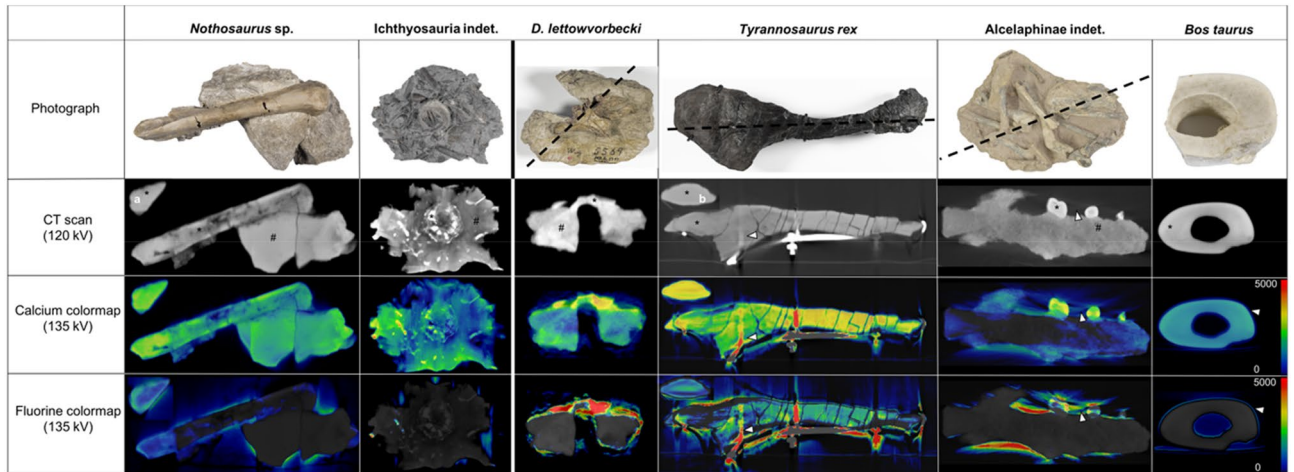 Nothosaurus sp.
Ichthyosauria indet.
D. lettowvorbecki
Tyrannosaurus rex
Alcelaphinae indet.
Bos taurus
Photograph
CT scan
(120 kV)
a
*
*
#
*
#
*
#
*
b
*
*
#
*
Calcium colormap
(135 kV)
5000
0
Fluorine colormap
(135 kV)
5000
0